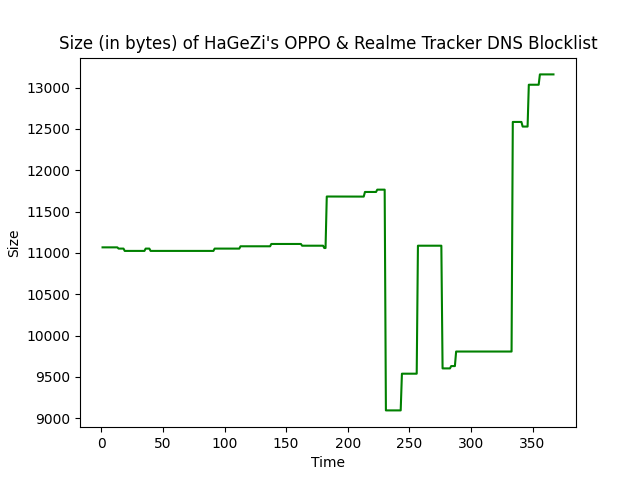 Size (in bytes) of HaGeZi's OPPO & Realme Tracker DNS Blocklist
13000
12500
12000
11500
11000
10500
10000
9500
9000
Size
0 50 100 150 200 250 300 350
Time